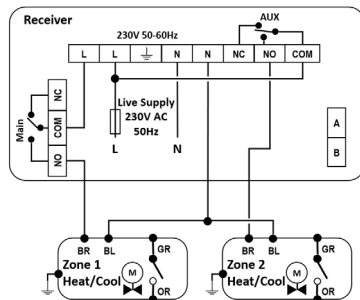 Receiver
AUX
230V 50-60Hz
L L N N NC NO COM
NC
COM
NO
Main
Live Supply
230V AC
50Hz
L N
A
B
BR BL GR
Zone 1
Heat/Cool
M
OR
BR BL GR
Zone 2
Heat/Cool
M
OR